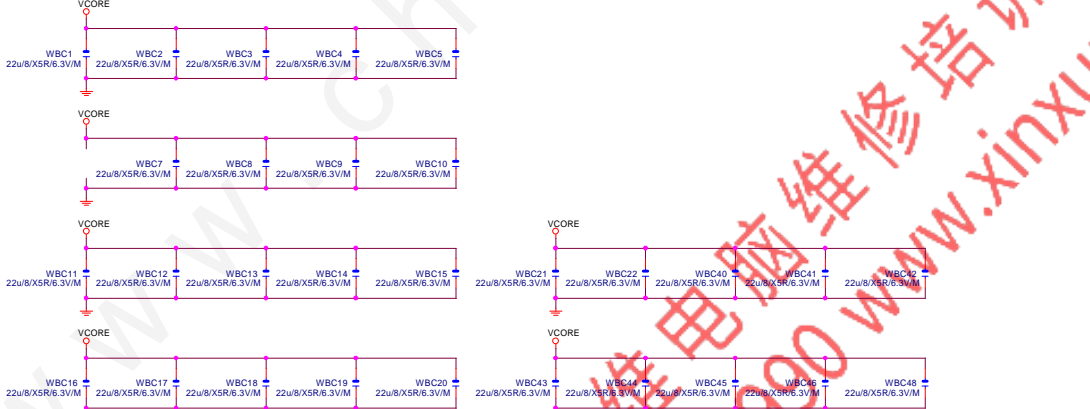 VCORE
WBC1 WBC2 WBC3 WBC4 WBC5
22u/8/X5R/6.3V/M 22u/8/X5R/6.3V/M 22u/8/X5R/6.3V/M 22u/8/X5R/6.3V/M 22u/8/X5R/6.3V/M
VCORE
WBC7 WBC8 WBC9 WBC10
22u/8/X5R/6.3V/M 22u/8/X5R/6.3V/M 22u/8/X5R/6.3V/M 22u/8/X5R/6.3V/M
VCORE VCORE
WBC11 WBC12 WBC13 WBC14 WBC15 WBC21 WBC22 WBC40 WBC41 WBC42
22u/8/X5R/6.3V/M 22u/8/X5R/6.3V/M 22u/8/X5R/6.3V/M 22u/8/X5R/6.3V/M 22u/8/X5R/6.3V/M 22u/8/X5R/6.3V/M 22u/8/X5R/6.3V/M 22u/8/X5R/6.3V/M 22u/8/X5R/6.3V/M 22u/8/X5R/6.3V/M
VCORE VCORE
WBC16 WBC17 WBC18 WBC19 WBC20 WBC43 WBC44 WBC45 WBC46 WBC48
22u/8/X5R/6.3V/M 22u/8/X5R/6.3V/M 22u/8/X5R/6.3V/M 22u/8/X5R/6.3V/M 22u/8/X5R/6.3V/M 22u/8/X5R/6.3V/M 22u/8/X5R/6.3V/M 22u/8/X5R/6.3V/M 22u/8/X5R/6.3V/M 22u/8/X5R/6.3V/M
维电脑维修培
www.xinxu